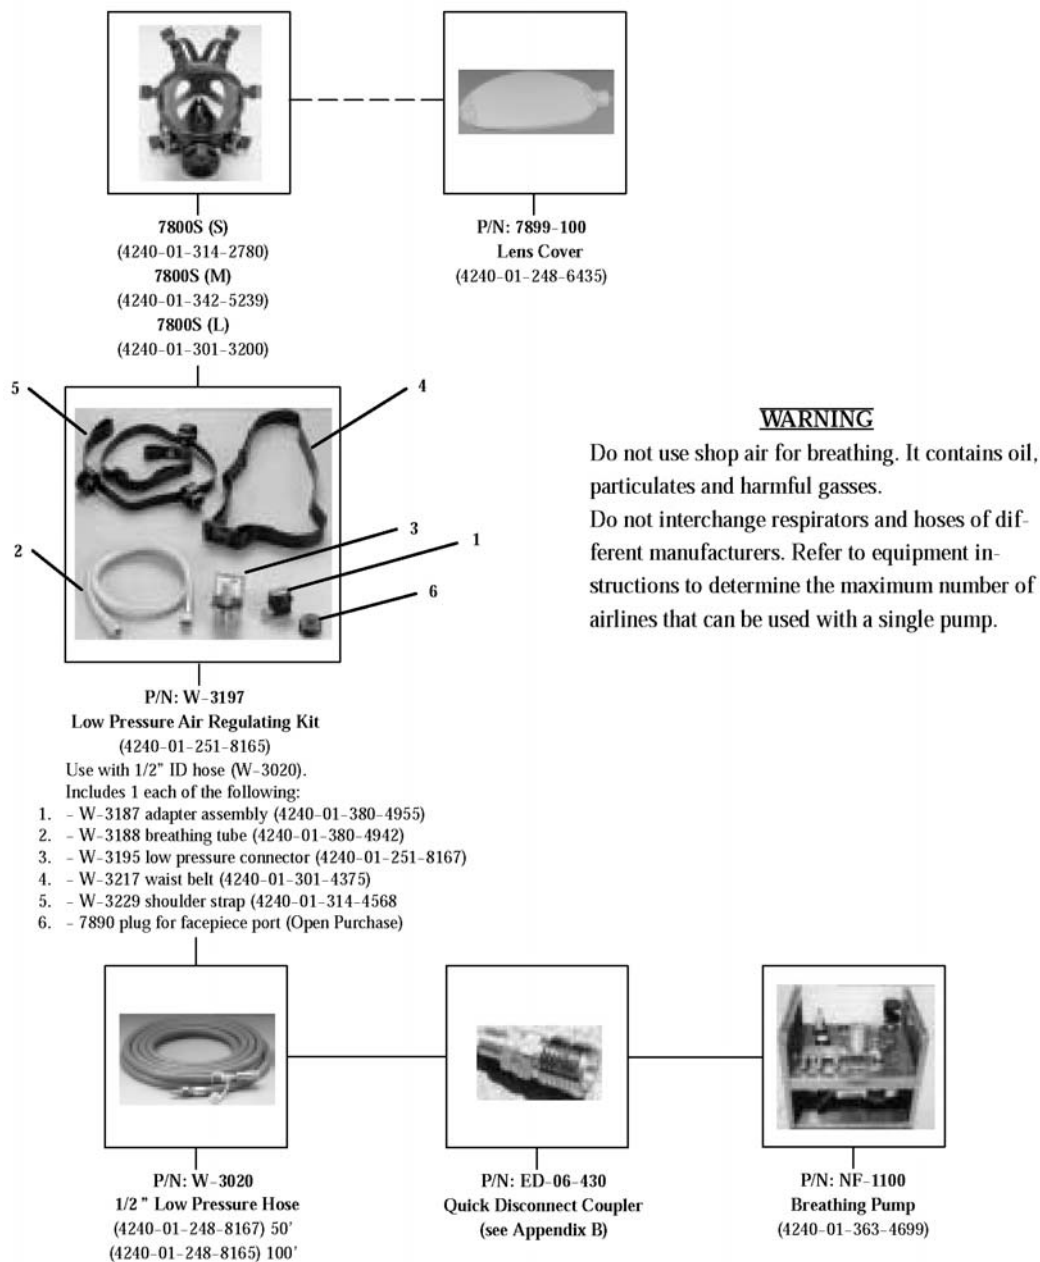 7800S (S)
(4240-01-314-2780)
7800S (M)
(4240-01-342-5239)
7800S (L)
(4240-01-301-3200)
P/N: 7899-100
Lens Cover
(4240-01-248-6435)
5
4
2
3
1
6
WARNING
Do not use shop air for breathing. It contains oil,
particulates and harmful gasses.
Do not interchange respirators and hoses of dif-
ferent manufacturers. Refer to equipment in-
structions to determine the maximum number of
airlines that can be used with a single pump.
P/N: W-3197
Low Pressure Air Regulating Kit
(4240-01-251-8165)
Use with 1/2" ID hose (W-3020).
Includes 1 each of the following:
1. - W-3187 adapter assembly (4240-01-380-4955)
2. - W-3188 breathing tube (4240-01-380-4942)
3. - W-3195 low pressure connector (4240-01-251-8167)
4. - W-3217 waist belt (4240-01-301-4375)
5. - W-3229 shoulder strap (4240-01-314-4568
6. - 7890 plug for facepiece port (Open Purchase)
P/N: W-3020
1/2 " Low Pressure Hose
(4240-01-248-8167) 50'
(4240-01-248-8165) 100'
P/N: ED-06-430
Quick Disconnect Coupler
(see Appendix B)
P/N: NF-1100
Breathing Pump
(4240-01-363-4699)